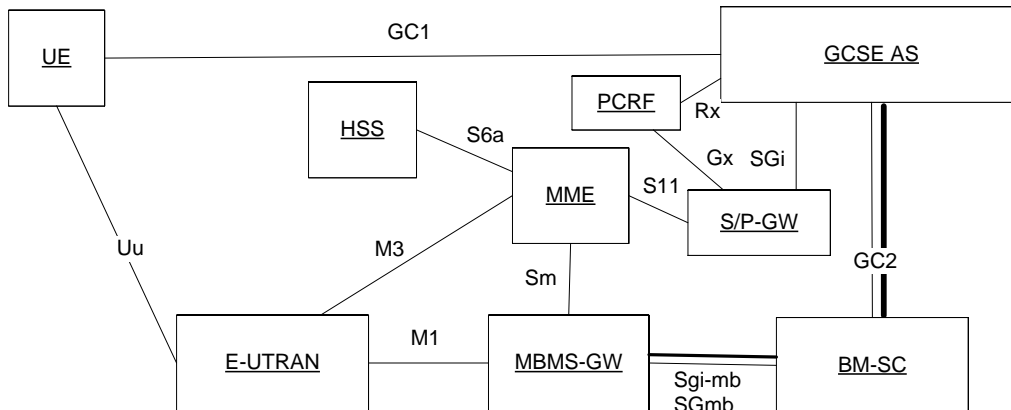 GC1
UE
GCSE AS
PCRF
Rx
HSS
S6a
Gx
SGi
MME
S11
S/P-GW
Uu
M3
Sm
GC2
M1
E-UTRAN
MBMS-GW
BM-SC
Sgi-mb
SGmb